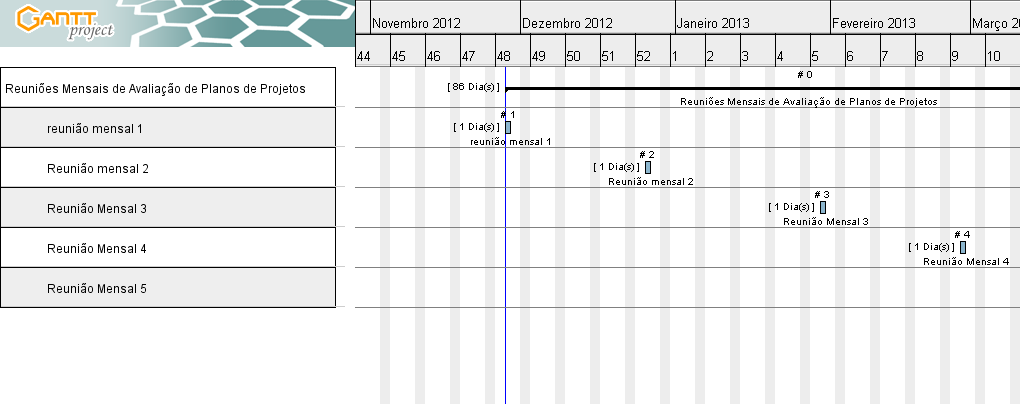 GANTT
project
Novembro 2012 Dezembro 2012 Janeiro 2013 Fevereiro 2013 Março 20
44 45 46 47 48 49 50 51 52 1 2 3 4 5 6 7 8 9 10
# 0
Reuniões Mensais de Avaliação de Planos de Projetos [ 86 Dia(s) ]
Reuniões Mensais de Avaliação de Planos de Projetos
# 1
reunião mensal 1 [ 1 Dia(s) ]
reunião mensal 1
# 2
Reunião mensal 2 [ 1 Dia(s) ]
Reunião mensal 2
# 3
Reunião Mensal 3 [ 1 Dia(s) ]
Reunião Mensal 3
# 4
Reunião Mensal 4 [ 1 Dia(s) ]
Reunião Mensal 4
Reunião Mensal 5